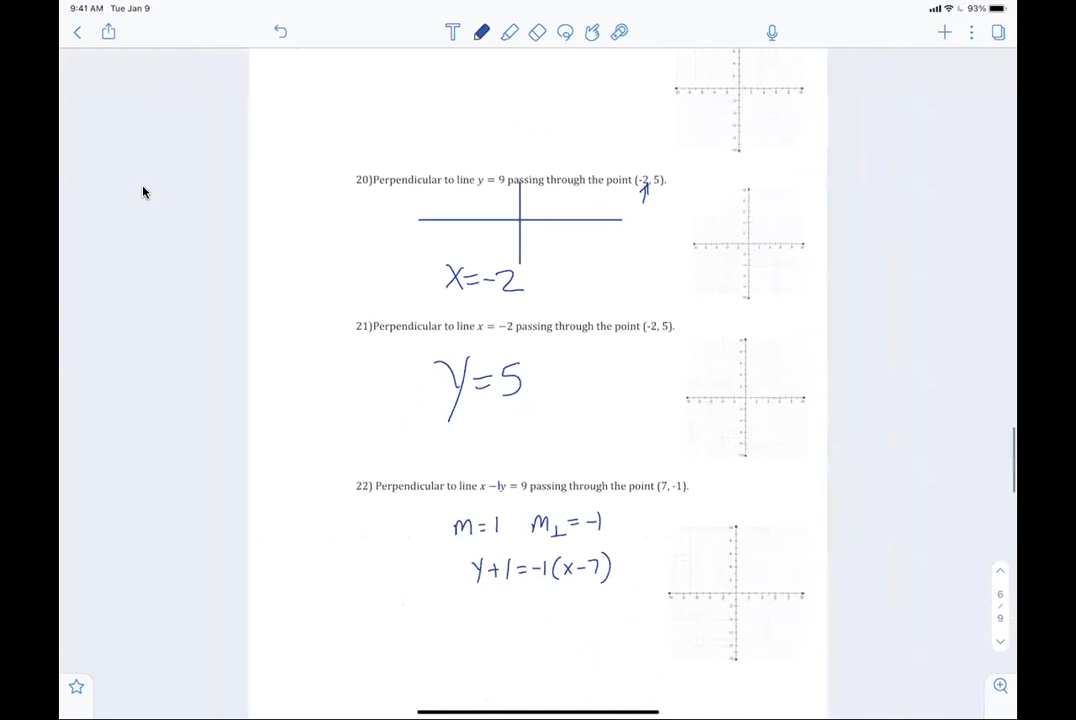 9:41 AM Tue Jan 9
93%
20)Perpendicular to line y = 9 passing through the point (-2, 5).
x=-2
21)Perpendicular to line x = −2 passing through the point (-2, 5).
y=5
22) Perpendicular to line x −1y = 9 passing through the point (7, -1).
m=1 m⊥=-1
y+1=-1(x-7)
6
/
9